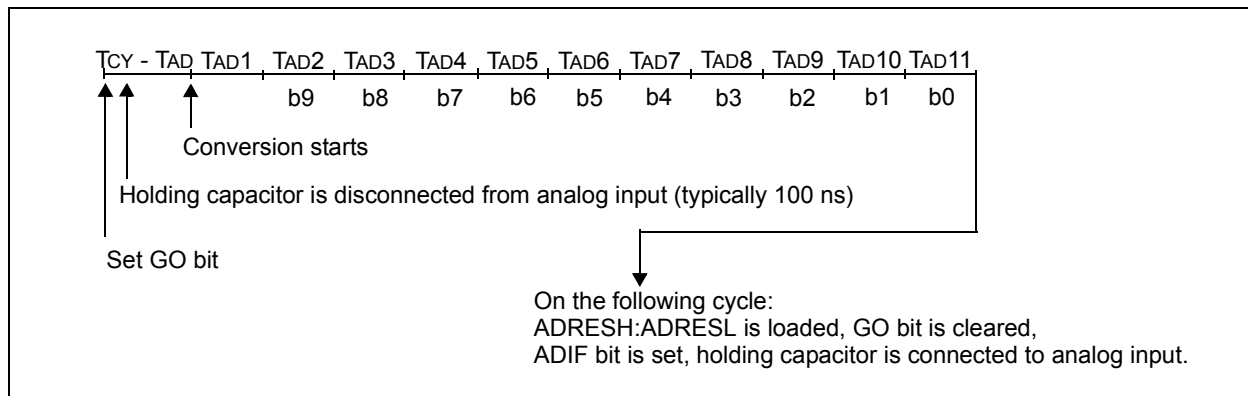 TCY - TAD TAD1 TAD2 TAD3 TAD4 TAD5 TAD6 TAD7 TAD8 TAD9 TAD10 TAD11
b9 b8 b7 b6 b5 b4 b3 b2 b1 b0
Conversion starts
Holding capacitor is disconnected from analog input (typically 100 ns)
Set GO bit
On the following cycle:
ADRESH:ADRESL is loaded, GO bit is cleared,
ADIF bit is set, holding capacitor is connected to analog input.